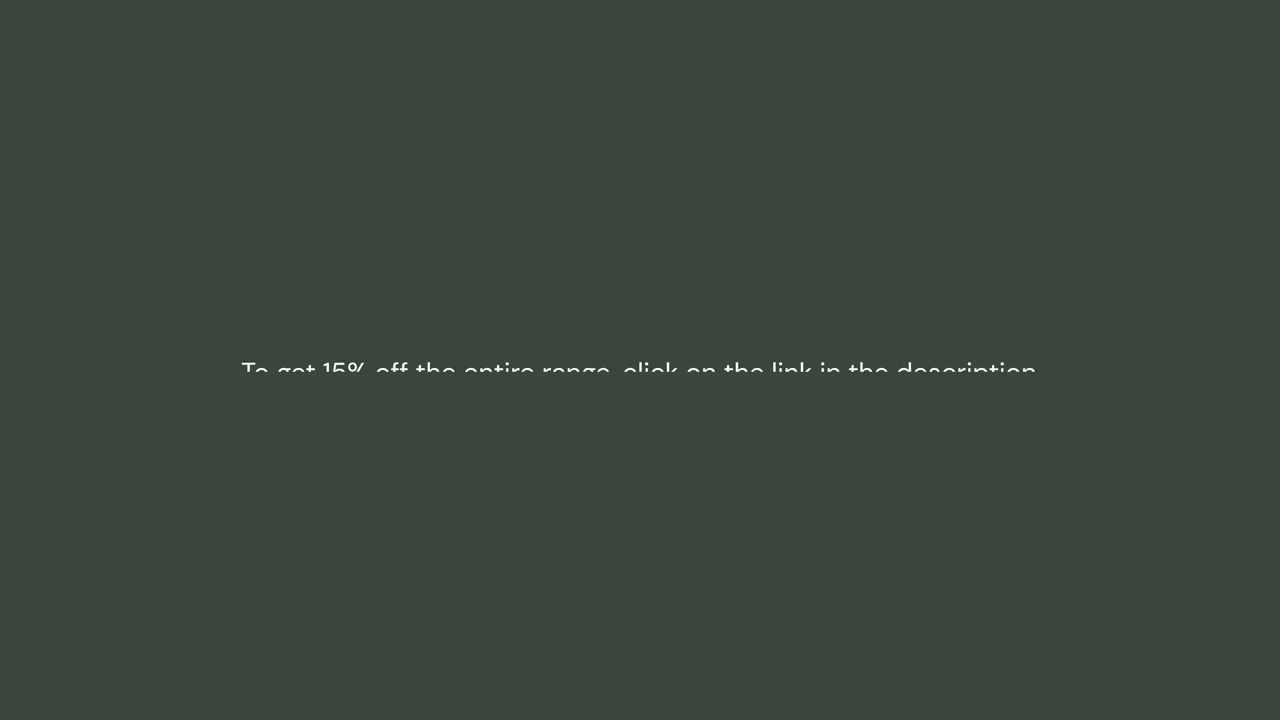 To get 15% off the entire range, click on the link in the description